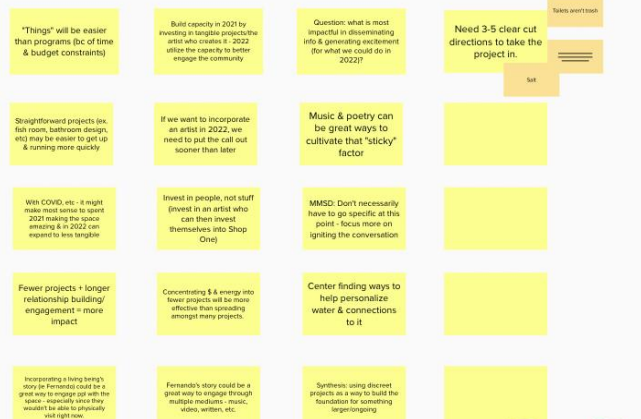 "Things" will be easier
than programs (bc of time
& budget constraints)
Build capacity in 2021 by
investing in tangible projects/the
artist who creates it - 2022
utilize the capacity to better
engage the community
Question: what is most
impactful in disseminating
info & generating excitement
(for what we could do in
2022)?
Need 3-5 clear cut
directions to take the
project in.
Toilets aren't trash
Salt
Straightforward projects (ex.
fish room, bathroom design,
etc) may be easier to get up
& running more quickly
If we want to incorporate
an artist in 2022, we
need to put the call out
sooner than later
Music & poetry can
be great ways to
cultivate that "sticky"
factor
With COVID, etc - it might
make most sense to spent
2021 making the space
amazing & in 2022 can
expand to less tangible
Invest in people, not stuff
(invest in an artist who
can then invest
themselves into Shop
One)
MMSD: Don't necessarily
have to go specific at this
point - focus more on
igniting the conversation
Fewer projects + longer
relationship building/
engagement = more
impact
Concentrating $ & energy into
fewer projects will be more
effective than spreading
amongst many projects.
Center finding ways to
help personalize
water & connections
to it
Incorporating a living being's
story (ie Fernando) could be a
great way to engage ppl with the
space - especially since they
wouldn't be able to physically
visit right now.
Fernando's story could be a
great way to engage through
multiple mediums - music,
video, written, etc.
Synthesis: using discreet
projects as a way to build the
foundation for something
larger/ongoing